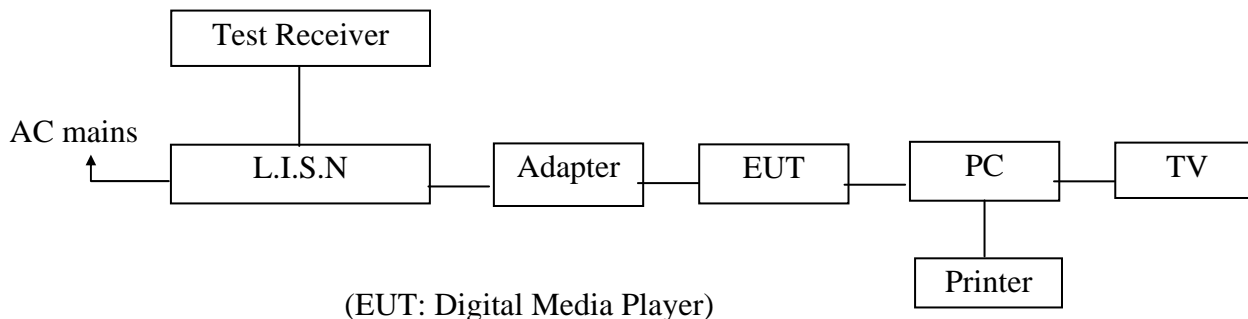 Test Receiver
AC mains
L.I.S.N
Adapter
EUT
PC
TV
Printer
(EUT: Digital Media Player)